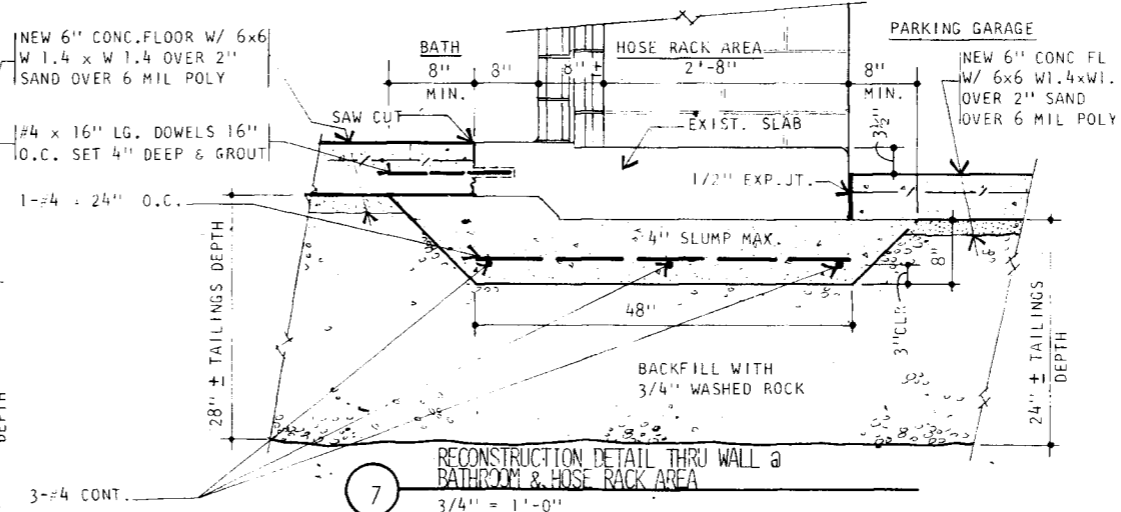 NEW 6" CONC.FLOOR W/ 6x6
W 1.4 x W 1.4 OVER 2"
SAND OVER 6 MIL POLY
BATH
8"
8"
8"
MIN.
HOSE RACK AREA
2'-8"
PARKING GARAGE
8"
MIN.
NEW 6" CONC FL
W/ 6x6 W1.4xW1.
OVER 2" SAND
OVER 6 MIL POLY
SAW CUT
EXIST. SLAB
3½"
#4 x 16" LG. DOWELS 16"
O.C. SET 4" DEEP & GROUT
1/2" EXP.JT.
1-#4 : 24" O.C.
4" SLUMP MAX.
8"
48"
3"CLR
28" ± TAILINGS DEPTH
BACKFILL WITH
3/4" WASHED ROCK
24" ± TAILINGS
DEPTH
DEPTH
3-#4 CONT.
7
RECONSTRUCTION DETAIL THRU WALL a
BATHROOM & HOSE RACK AREA
3/4" = 1'-0"